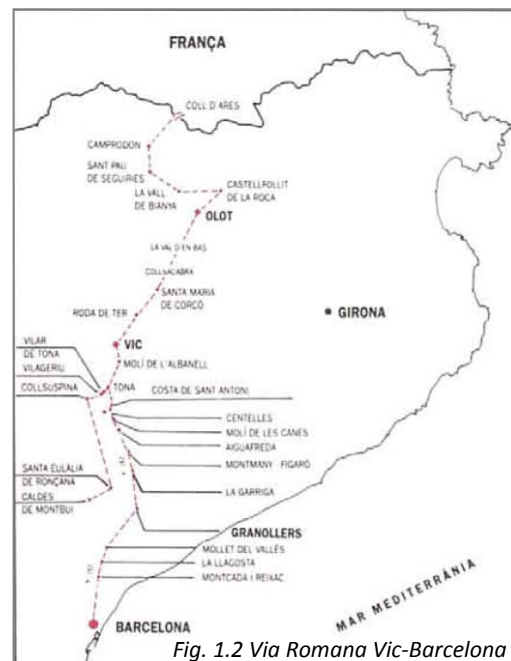 FRANÇA
COLL D'ARES
CAMPRODON
SANT PAU
DE SEGURIES
LA VALL
DE BIANYA
CASTELLFOLLIT
DE LA ROCA
OLOT
LA VAL D'EN BAS
COLLSACABRA
SANTA MARIA
DE CORCÓ
RODA DE TER
GIRONA
VIC
VILAR
DE TONA
VILAGERIU
COLLSUSPINA
MOLÍ DE L'ALBANELL
TONA
COSTA DE SANT ANTONI
CENTELLES
MOLÍ DE LES CANES
AIGUAFREDA
MONTMANY - FIGARÓ
SANTA EULÀLIA
DE RONÇANA
CALDES
DE MONTBUI
LA GARRIGA
GRANOLLERS
MOLLET DEL VALLÈS
LA LLAGOSTA
MONTCADA I REIXAC
BARCELONA
MAR MEDITERRÀNIA
Fig. 1.2 Via Romana Vic-Barcelona